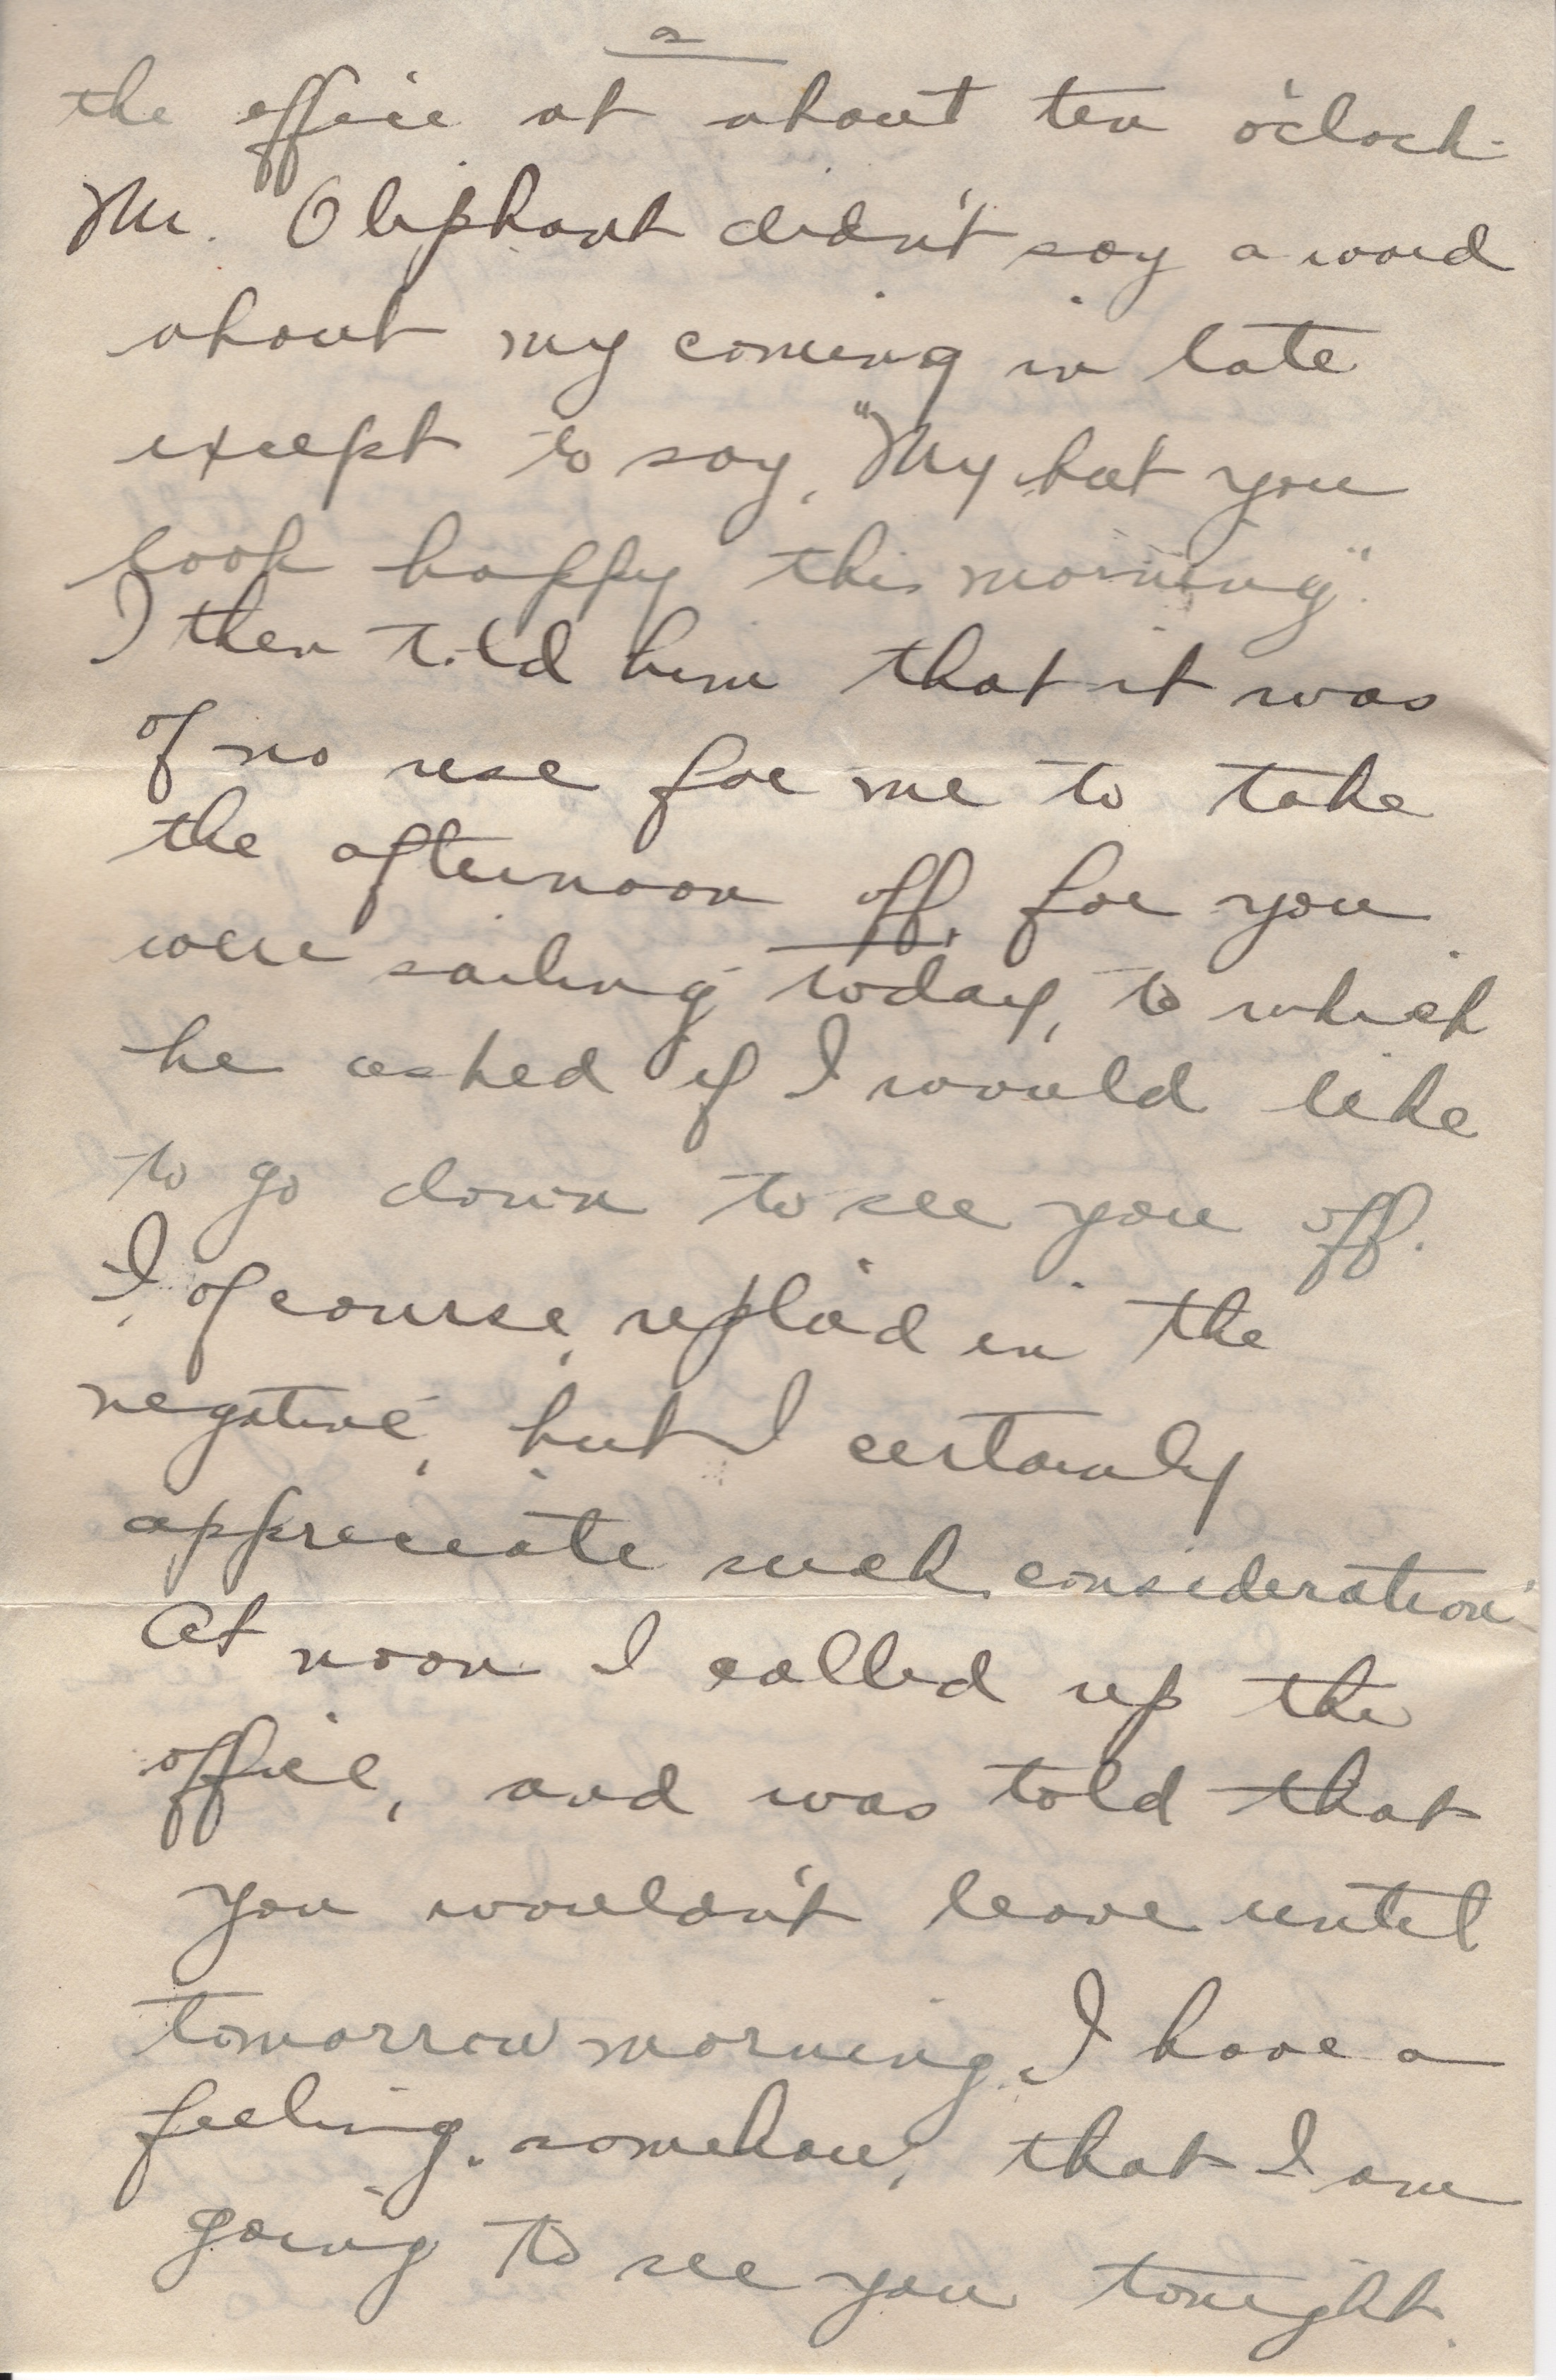 2
the office at about ten o'clock.
Mr. Oliphant didn't say a word
about my coming in late
except to say, "My but you
look happy this morning".
I then told him that it was
of no use for me to take
the afternoon off, for you
were sailing today, to which
he asked if I would like
to go down to see you off.
I, of course, replied in the
negative, but I certainly
appreciate such consideration.
At noon I called up the
office, and was told that
you wouldn't leave until
tomorrow morning. I have a
feeling, somehow, that I am
going to see you tonight.